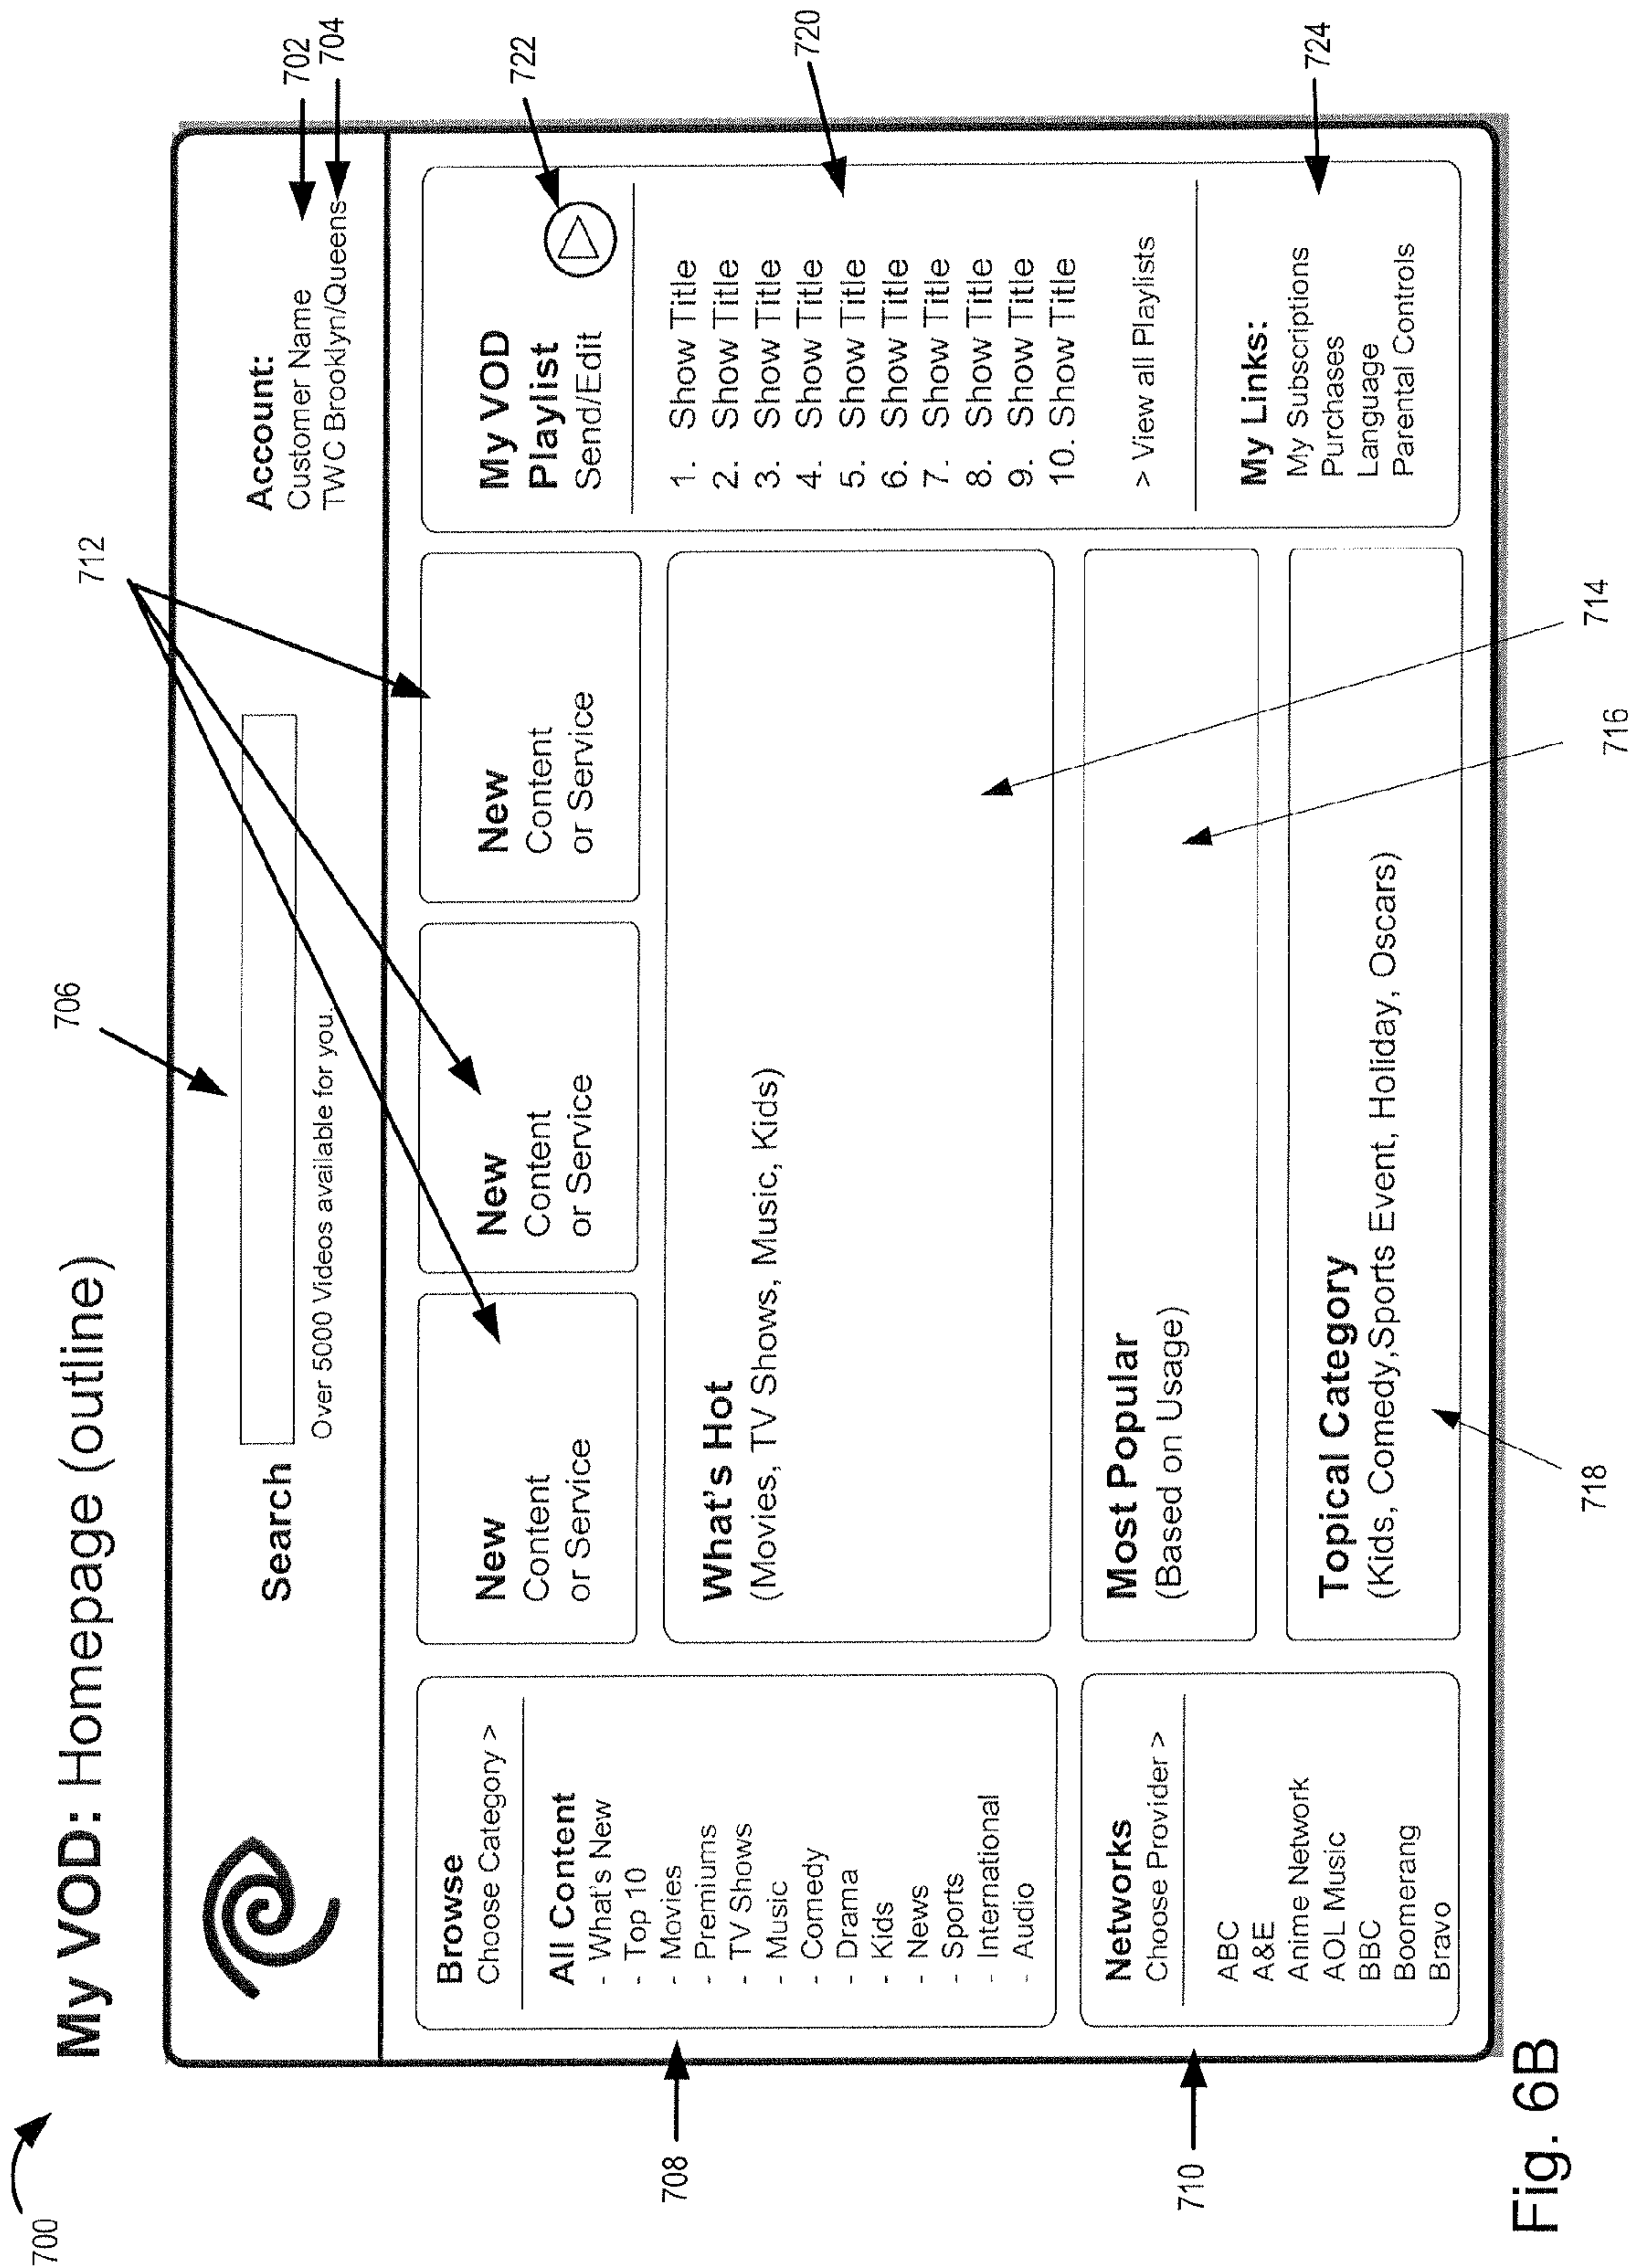 700
My VOD: Homepage (outline)
706
712
702
704
Search
Over 5000 Videos available for you.
Account:
Customer Name
TWC Brooklyn/Queens
708
Browse
Choose Category >
All Content
- What's New
- Top 10
- Movies
- Premiums
- TV Shows
- Music
- Comedy
- Drama
- Kids
- News
- Sports
- International
- Audio
710
Networks
Choose Provider >
ABC
A&E
Anime Network
AOL Music
BBC
Boomerang
Bravo
New
Content
or Service
New
Content
or Service
New
Content
or Service
What's Hot
(Movies, TV Shows, Music, Kids)
Most Popular
(Based on Usage)
Topical Category
(Kids, Comedy,Sports Event, Holiday, Oscars)
722
My VOD
Playlist
Send/Edit
720
1. Show Title
2. Show Title
3. Show Title
4. Show Title
5. Show Title
6. Show Title
7. Show Title
8. Show Title
9. Show Title
10. Show Title
> View all Playlists
724
My Links:
My Subscriptions
Purchases
Language
Parental Controls
718
716
714
Fig. 6B